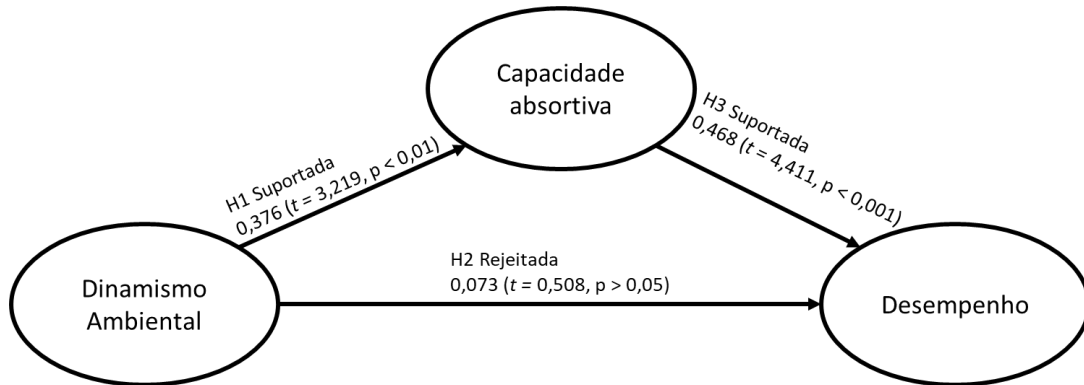 Capacidade
absortiva
H1 Suportada
0,376 (t = 3,219, p < 0,01)
H3 Suportada
0,468 (t = 4,411, p < 0,001)
H2 Rejeitada
0,073 (t = 0,508, p > 0,05)
Dinamismo
Ambiental
Desempenho